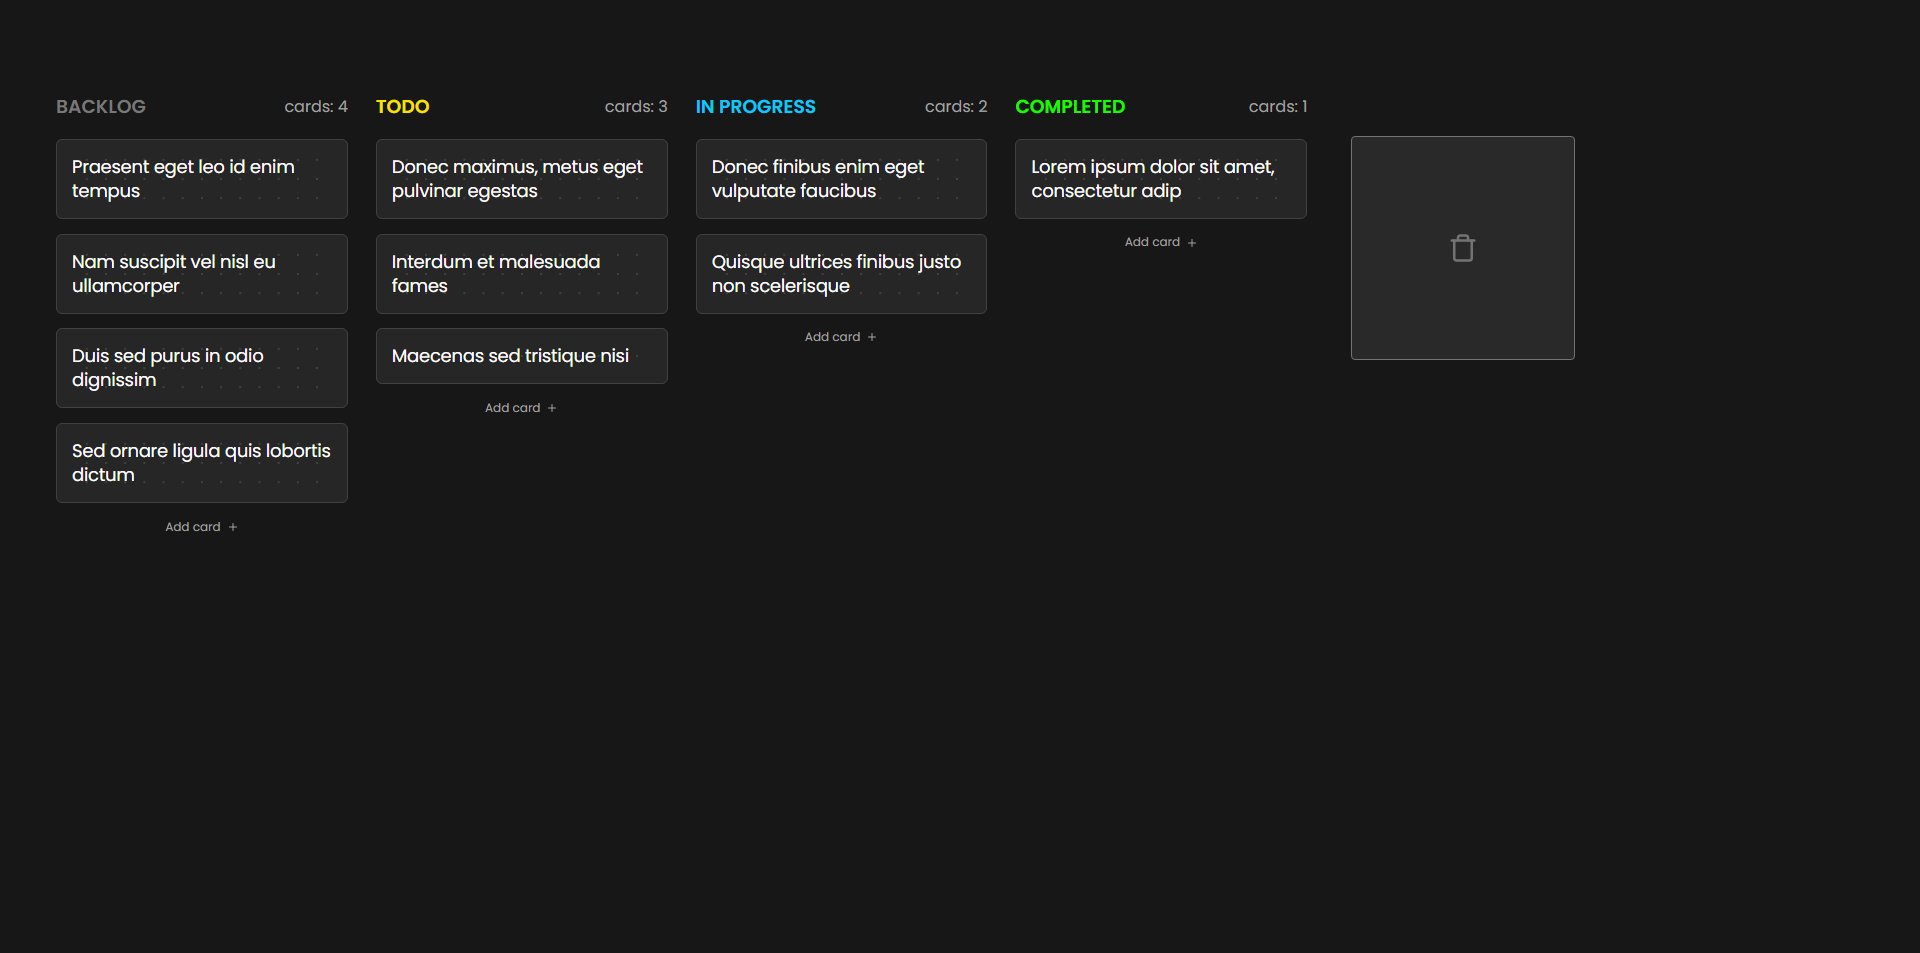 BACKLOG
cards: 4
Praesent eget leo id enim
tempus
Nam suscipit vel nisl eu
ullamcorper
Duis sed purus in odio
dignissim
Sed ornare ligula quis lobortis
dictum
Add card +
TODO
cards: 3
Donec maximus, metus eget
pulvinar egestas
Interdum et malesuada
fames
Maecenas sed tristique nisi
Add card +
IN PROGRESS
cards: 2
Donec finibus enim eget
vulputate faucibus
Quisque ultrices finibus justo
non scelerisque
Add card +
COMPLETED
cards: 1
Lorem ipsum dolor sit amet,
consectetur adip
Add card +